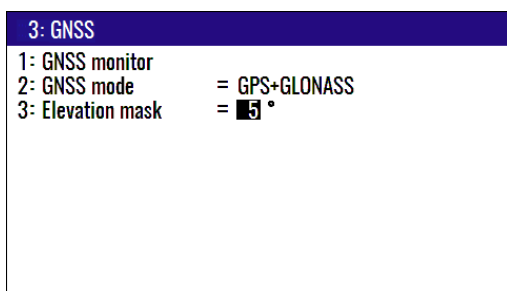 3: GNSS
1: GNSS monitor
2: GNSS mode = GPS+GLONASS
3: Elevation mask = 5 °